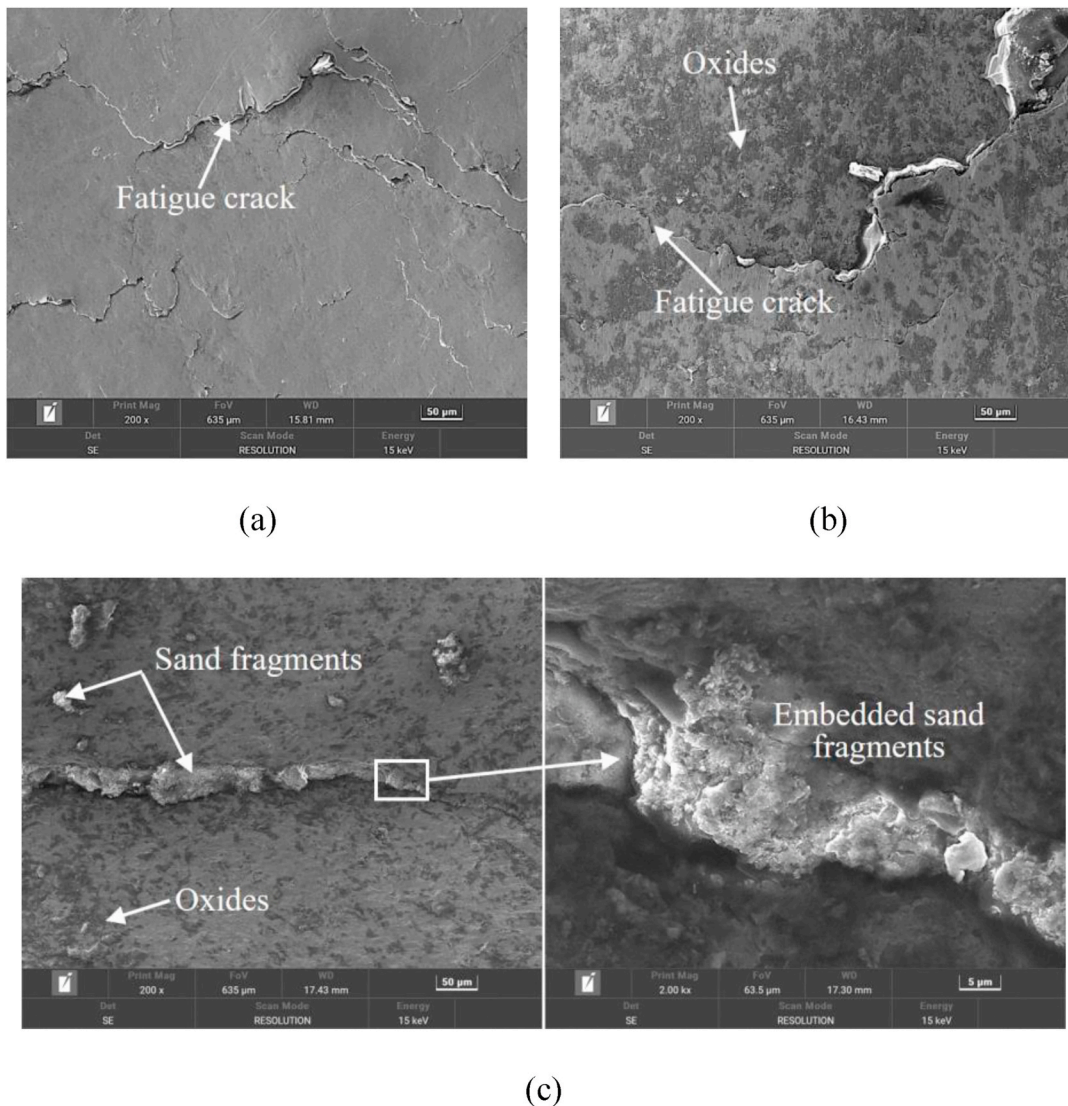 Fatigue crack
Print Mag FoV WD 50 μm
200 x 635 μm 15.81 mm
Det Scan Mode Energy
SE RESOLUTION 15 keV
(a)
Oxides
Fatigue crack
Print Mag FoV WD 50 μm
200 x 635 μm 16.43 mm
Det Scan Mode Energy
SE RESOLUTION 15 keV
(b)
Sand fragments
Oxides
Print Mag FoV WD 50 μm
200 x 635 μm 17.43 mm
Det Scan Mode Energy
SE RESOLUTION 15 keV
Embedded sand
fragments
Print Mag FoV WD 5 μm
2.00 kx 63.5 μm 17.30 mm
Det Scan Mode Energy
SE RESOLUTION 15 keV
(c)